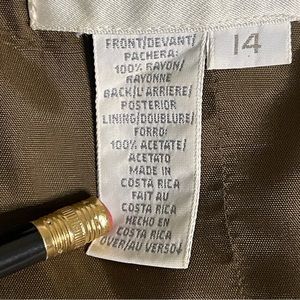 FRONT/DEVANT/
PACHERA:
100% RAYON/
RAYONNE
BACK/L'ARRIERE/
POSTERIOR
LINING/DOUBLURE/
FORRO:
100% ACETATE/
ACETATO
MADE IN
COSTA RICA
FAIT AU
COSTA RICA
HECHO EN
COSTA RICA
OVER/AU VERSO/
14